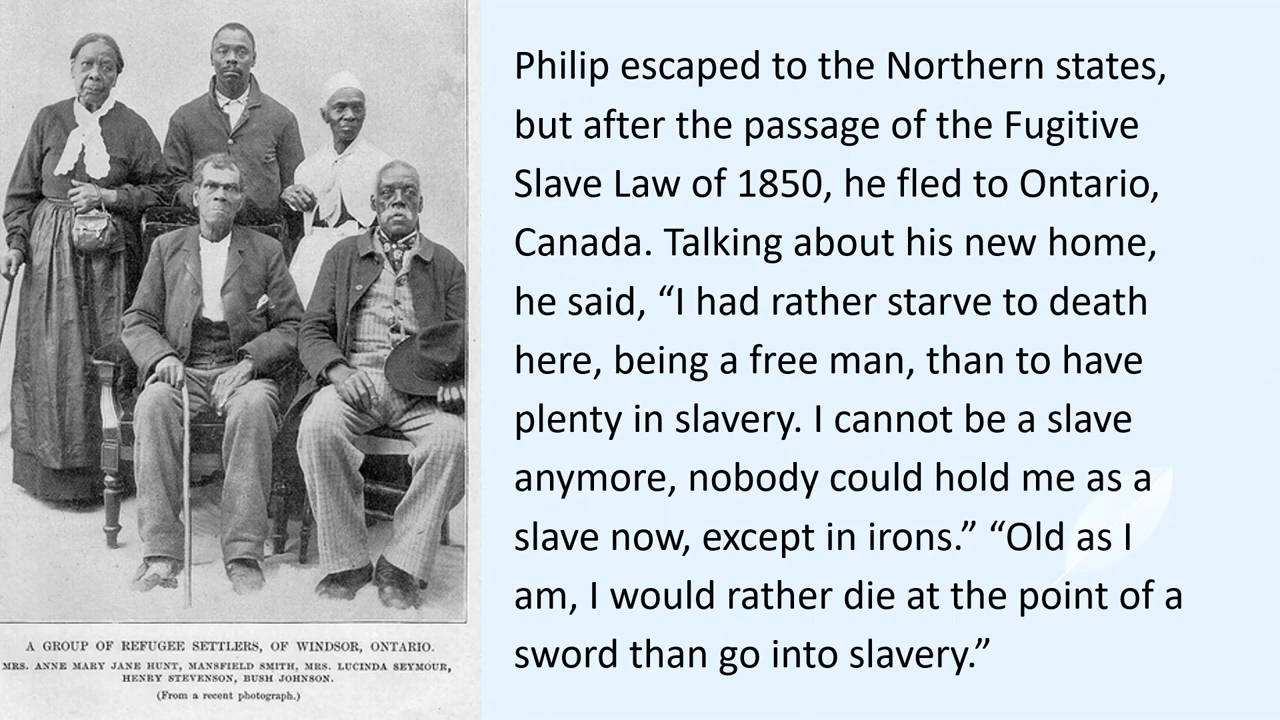 Philip escaped to the Northern states,
but after the passage of the Fugitive
Slave Law of 1850, he fled to Ontario,
Canada. Talking about his new home,
he said, “I had rather starve to death
here, being a free man, than to have
plenty in slavery. I cannot be a slave
anymore, nobody could hold me as a
slave now, except in irons.” “Old as I
am, I would rather die at the point of a
sword than go into slavery.”
A GROUP OF REFUGEE SETTLERS, OF WINDSOR, ONTARIO.
MRS. ANNE MARY JANE HUNT, MANSFIELD SMITH, MRS. LUCINDA SEYMOUR,
HENRY STEVENSON, BUSH JOHNSON.
(From a recent photograph.)